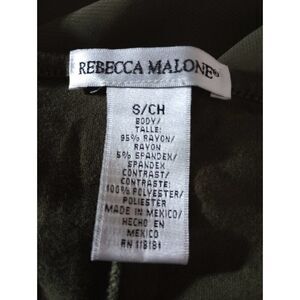 REBECCA MALONE®
S/CH
BODY/
TALLE:
95% RAYON/
RAYON
5% SPANDEX/
SPANDEX
CONTRAST/
CONTRASTE:
100% POLYESTER/
POLIESTER
MADE IN MEXICO/
HECHO EN
MEXICO
RN 118181